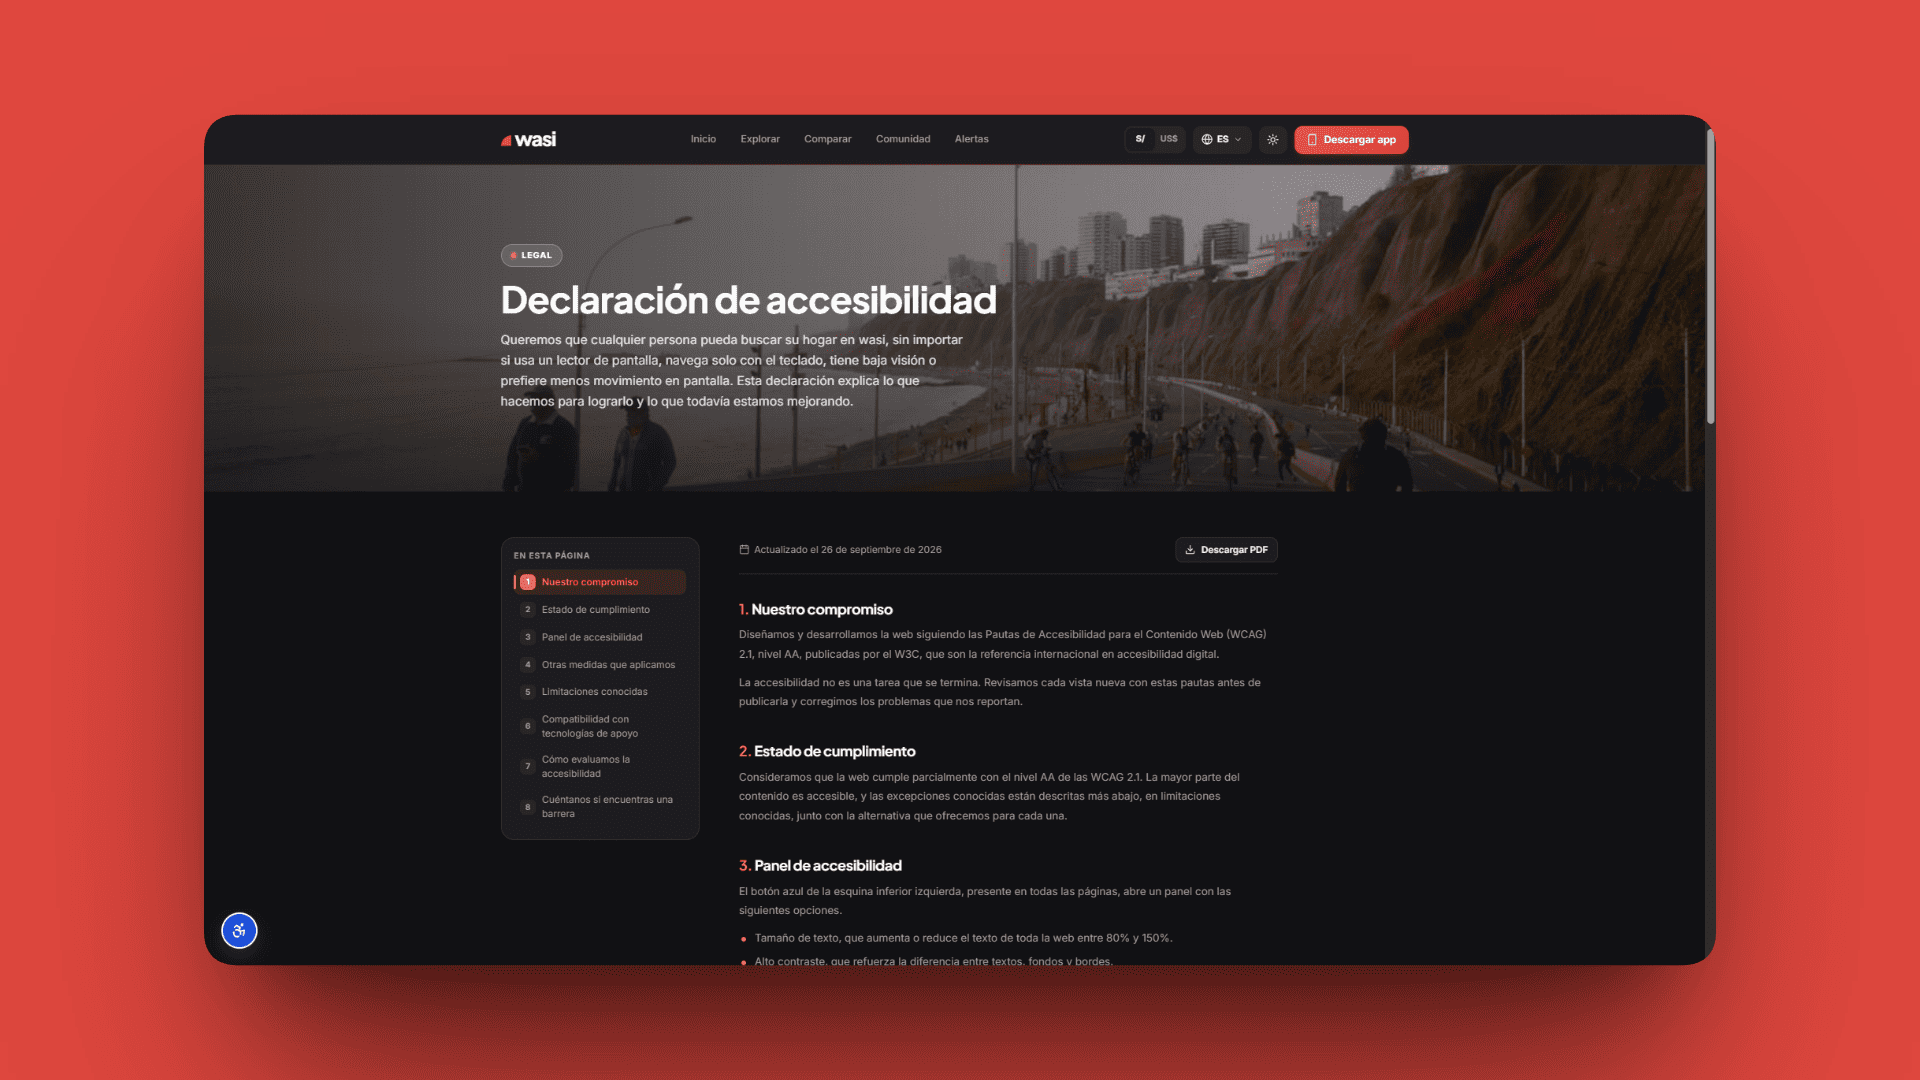 wasi
Inicio
Explorar
Comparar
Comunidad
Alertas
S/
US$
ES
Descargar app
LEGAL
Declaración de accesibilidad
Queremos que cualquier persona pueda buscar su hogar en wasi, sin importar
si usa un lector de pantalla, navega solo con el teclado, tiene baja visión o
prefiere menos movimiento en pantalla. Esta declaración explica lo que
hacemos para lograrlo y lo que todavía estamos mejorando.
EN ESTA PÁGINA
1 Nuestro compromiso
2 Estado de cumplimiento
3 Panel de accesibilidad
4 Otras medidas que aplicamos
5 Limitaciones conocidas
6 Compatibilidad con
tecnologías de apoyo
7 Cómo evaluamos la
accesibilidad
8 Cuéntanos si encuentras una
barrera
Actualizado el 26 de septiembre de 2026
Descargar PDF
1. Nuestro compromiso
Diseñamos y desarrollamos la web siguiendo las Pautas de Accesibilidad para el Contenido Web (WCAG)
2.1, nivel AA, publicadas por el W3C, que son la referencia internacional en accesibilidad digital.
La accesibilidad no es una tarea que se termina. Revisamos cada vista nueva con estas pautas antes de
publicarla y corregimos los problemas que nos reportan.
2. Estado de cumplimiento
Consideramos que la web cumple parcialmente con el nivel AA de las WCAG 2.1. La mayor parte del
contenido es accesible, y las excepciones conocidas están descritas más abajo, en limitaciones
conocidas, junto con la alternativa que ofrecemos para cada una.
3. Panel de accesibilidad
El botón azul de la esquina inferior izquierda, presente en todas las páginas, abre un panel con las
siguientes opciones.
Tamaño de texto, que aumenta o reduce el texto de toda la web entre 80% y 150%.
Alto contraste, que refuerza la diferencia entre textos, fondos y bordes.